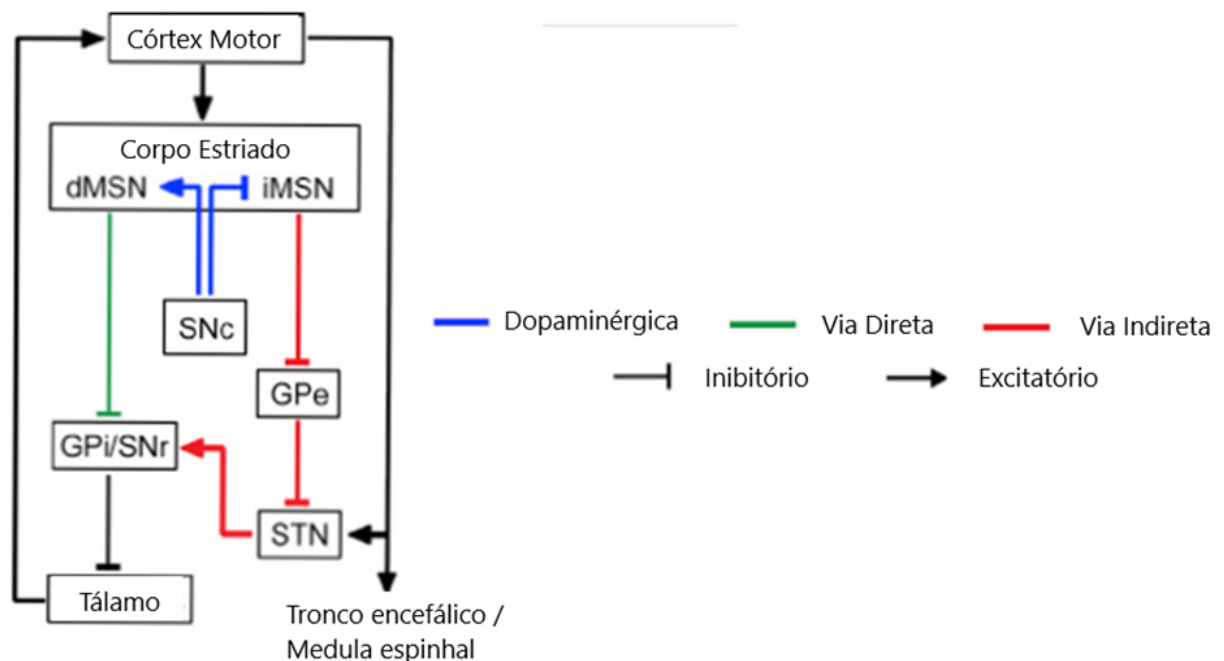 Córtex Motor
Corpo Estriado
dMSN
iMSN
SNc
GPe
GPi/SNr
STN
Tálamo
Tronco encefálico /
Medula espinhal
Dopaminérgica
Via Direta
Via Indireta
Inibitório
Excitatório